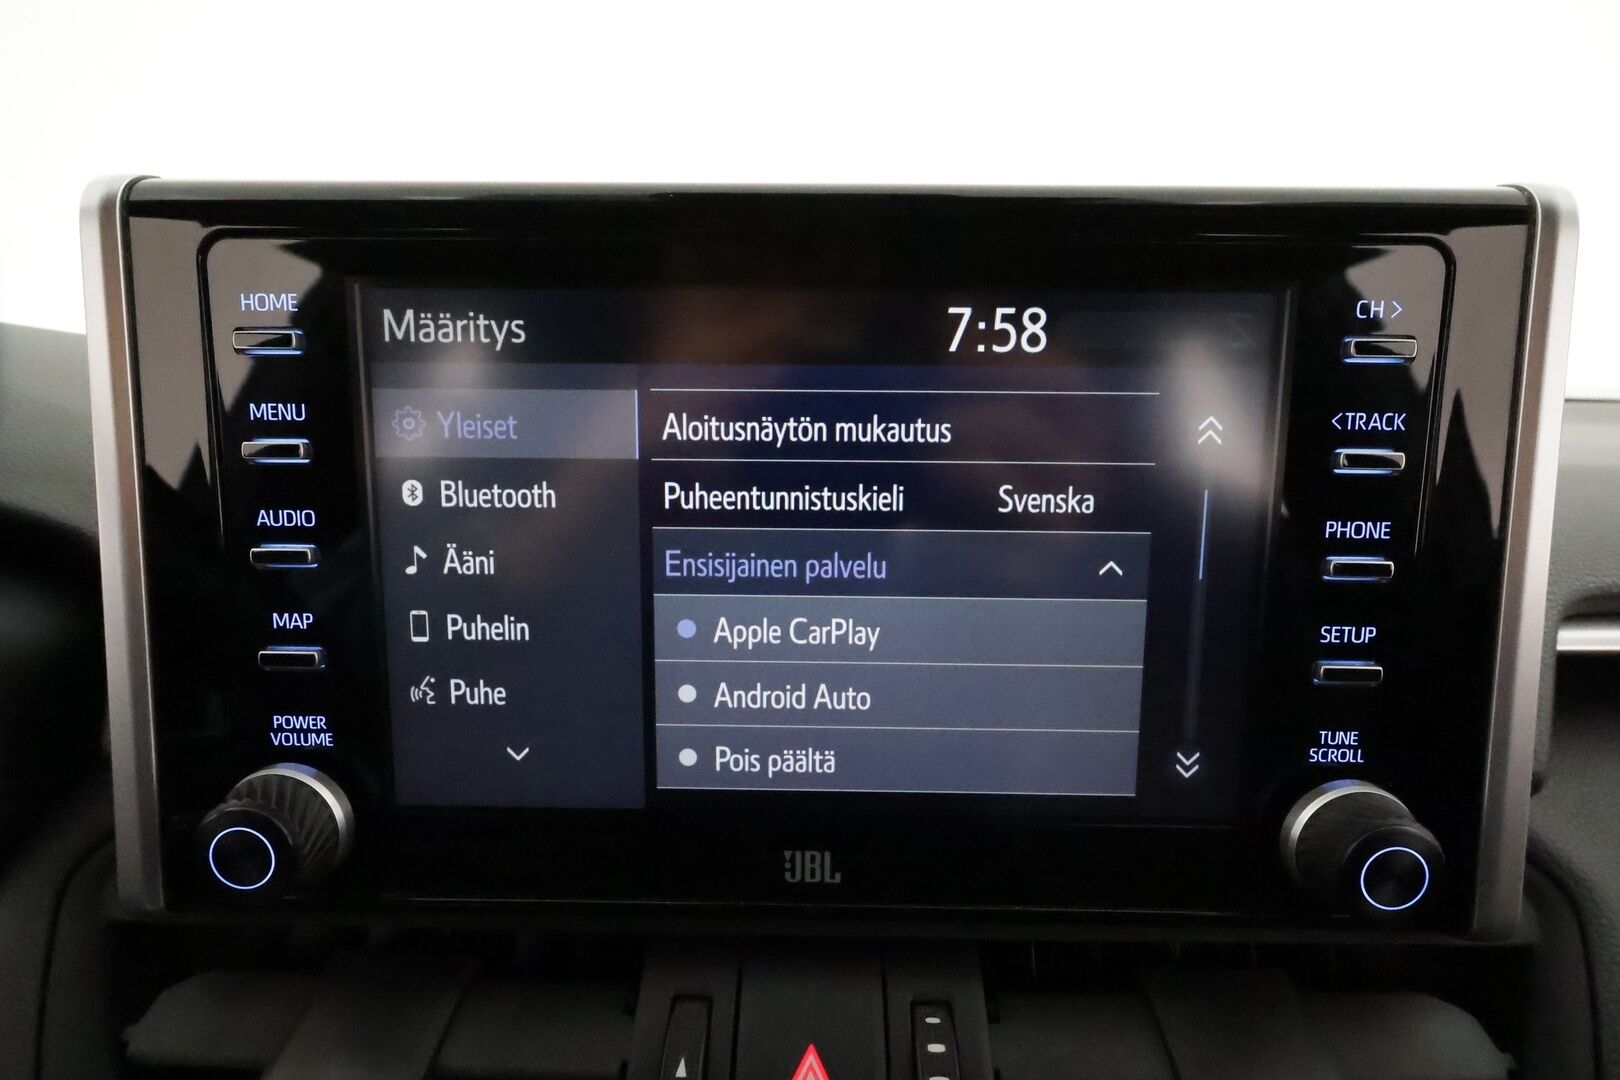 HOME
MENU
AUDIO
MAP
POWER
VOLUME
Määritys
7:58
Yleiset
Bluetooth
Ääni
Puhelin
Puhe
Aloitusnäytön mukautus
Puheentunnistuskieli Svenska
Ensisijainen palvelu
Apple CarPlay
Android Auto
Pois päältä
CH >
<TRACK
PHONE
SETUP
TUNE
SCROLL
JBL